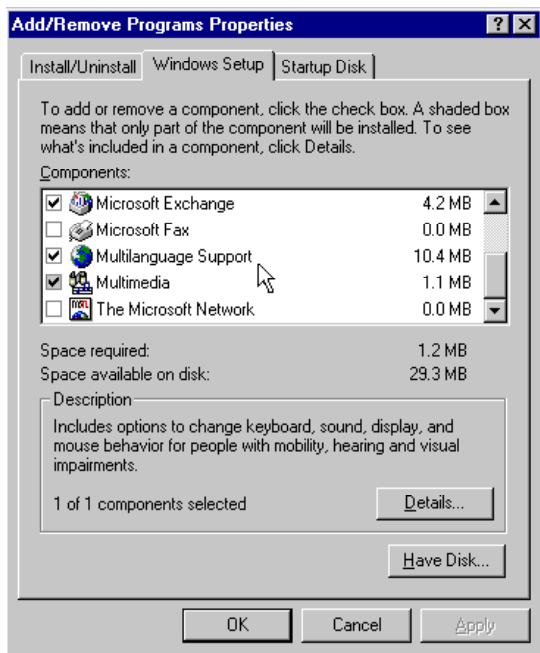 Add/Remove Programs Properties
Install/Uninstall Windows Setup Startup Disk
To add or remove a component, click the check box. A shaded box
means that only part of the component will be installed. To see
what's included in a component, click Details.
Components:
Microsoft Exchange 4.2 MB
Microsoft Fax 0.0 MB
Multilanguage Support 10.4 MB
Multimedia 1.1 MB
The Microsoft Network 0.0 MB
Space required: 1.2 MB
Space available on disk: 29.3 MB
Description
Includes options to change keyboard, sound, display, and
mouse behavior for people with mobility, hearing and visual
impairments.
1 of 1 components selected
Details...
Have Disk...
OK Cancel Apply